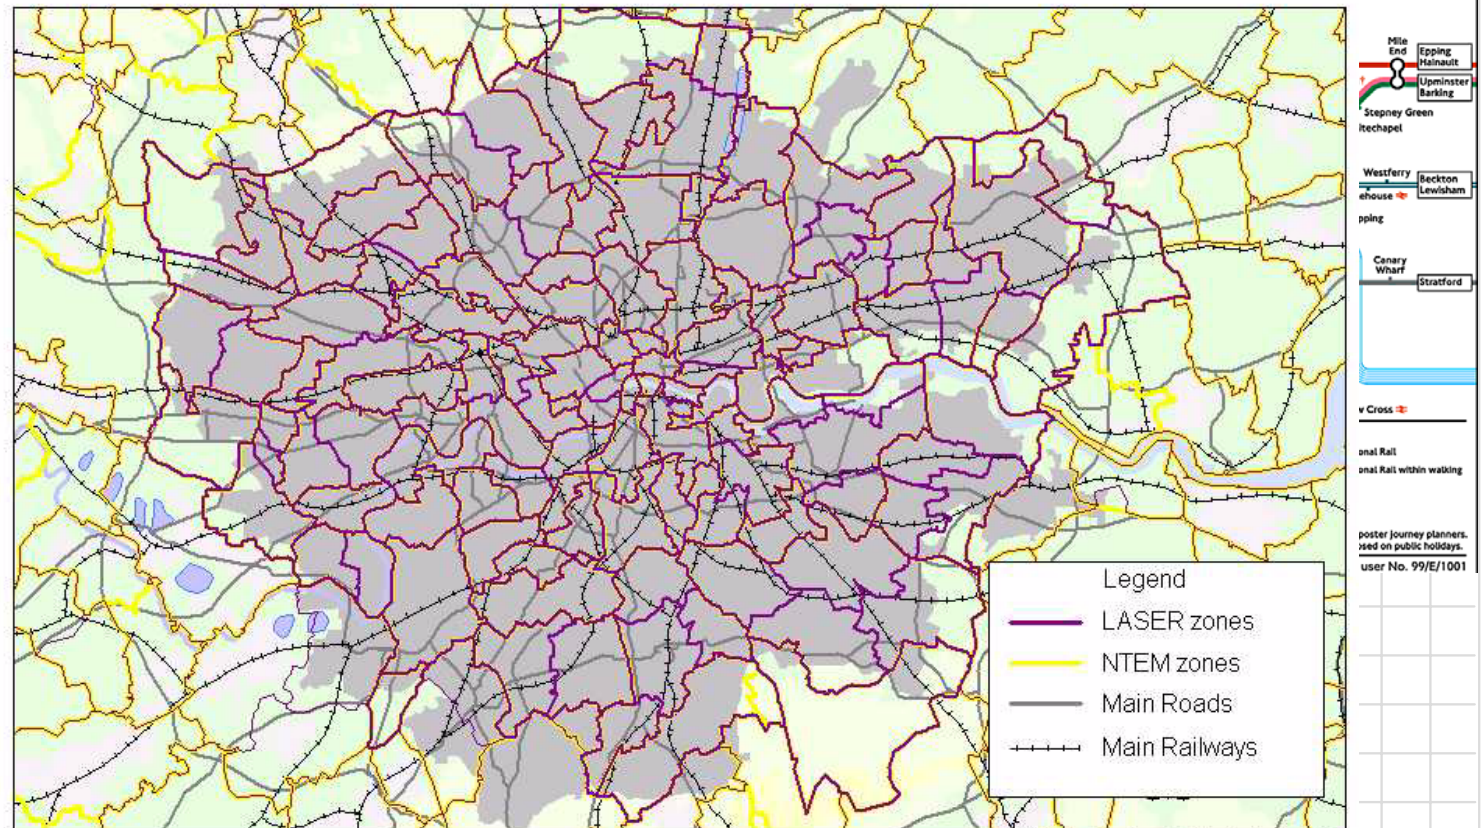 Legend
LASER zones
NTEM zones
Main Roads
Main Railways
Mile
End
Epping
Hainault
Upminster
Barking
Stepney Green
itechapel
Westferry
Beckton
Lewisham
ehouse
pping
Canary
Wharf
Stratford
v Cross
onal Rail
onal Rail within walking
poster journey planners.
osed on public holidays.
user No. 99/E/1001